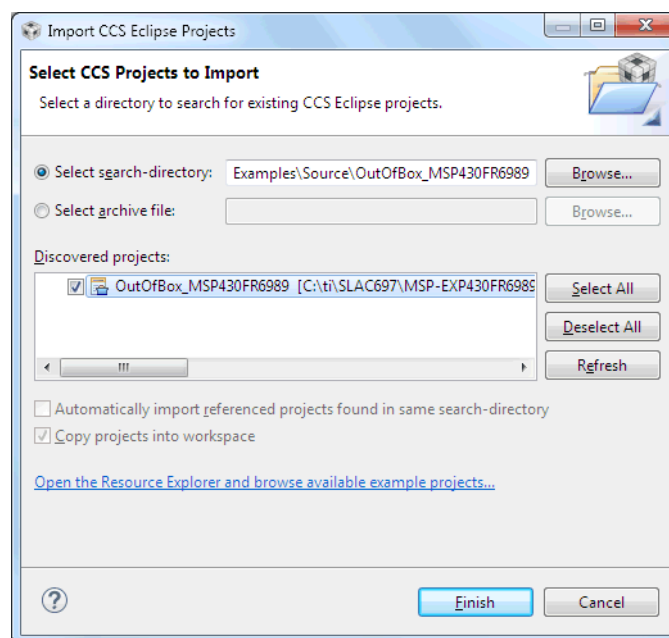 Import CCS Eclipse Projects
Select CCS Projects to Import
Select a directory to search for existing CCS Eclipse projects.
Select search-directory: Examples\Source\OutOfBox_MSP430FR6989 Browse...
Select archive file: Browse...
Discovered projects:
OutOfBox_MSP430FR6989 [C:\ti\SLAC697\MSP-EXP430FR6989 Select All
Deselect All
Refresh
Automatically import referenced projects found in same search-directory
Copy projects into workspace
Open the Resource Explorer and browse available example projects...
? Finish Cancel